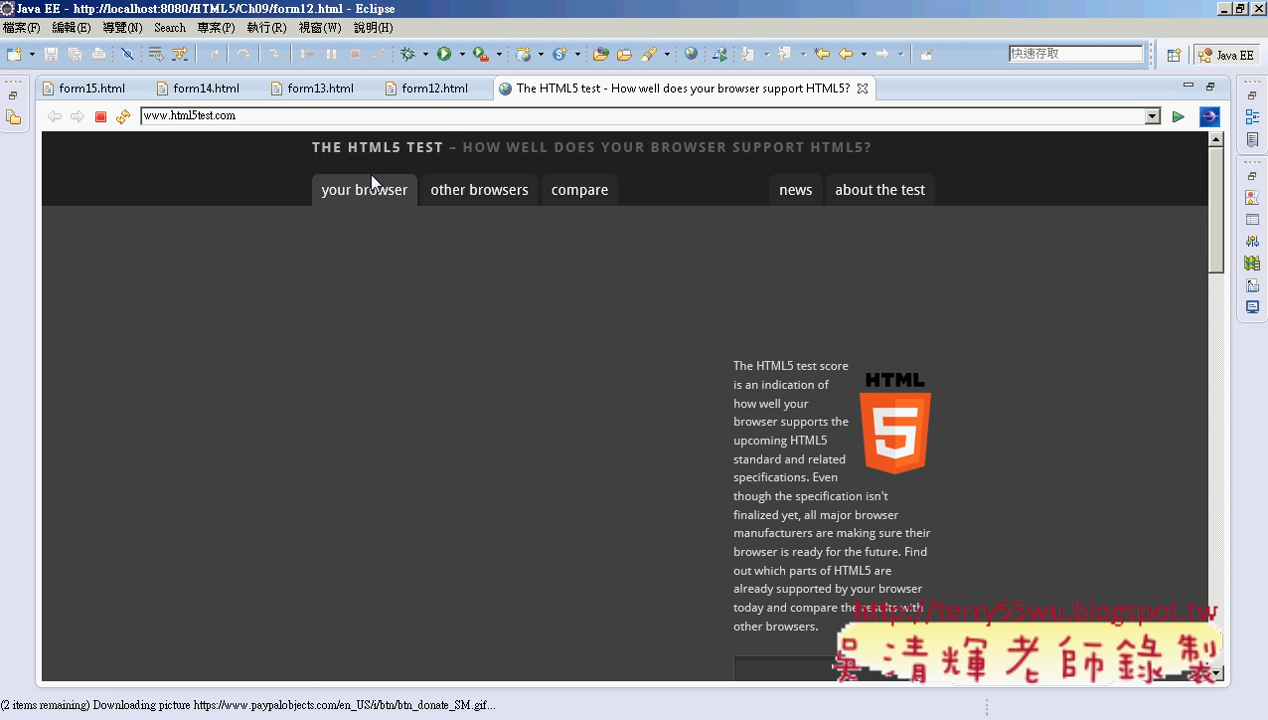 Java EE - http://localhost:8080/HTML5/Ch09/form12.html - Eclipse
檔案(F) 編輯(E) 導覽(N) Search 專案(P) 執行(R) 視窗(W) 說明(H)
快速存取
Java EE
form15.html form14.html form13.html form12.html The HTML5 test - How well does your browser support HTML5?
www.html5test.com
THE HTML5 TEST – HOW WELL DOES YOUR BROWSER SUPPORT HTML5?
your browser other browsers compare news about the test
The HTML5 test score
is an indication of
how well your
browser supports the
upcoming HTML5
standard and related
specifications. Even
though the specification isn't
finalized yet, all major browser
manufacturers are making sure their
browser is ready for the future. Find
out which parts of HTML5 are
already supported by your browser
today and compare the results with
other browsers.
HTML
5
http://terry55wu.blogspot.tw
吳清輝老師錄製
(2 items remaining) Downloading picture https://www.paypalobjects.com/en_US/i/btn/btn_donate_SM.gif...